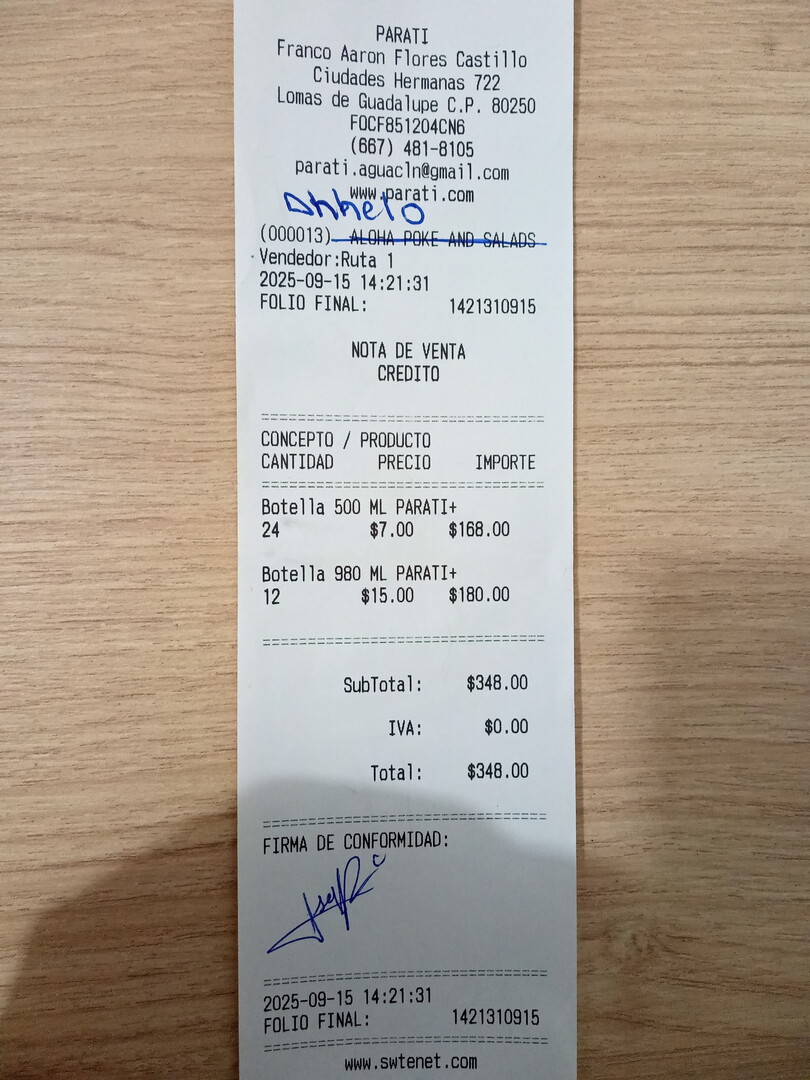 PARATI
Franco Aaron Flores Castillo
Ciudades Hermanas 722
Lomas de Guadalupe C.P. 80250
FOCF851204CN6
(667) 481-8105
parati.aguacln@gmail.com
www.parati.com
Anhelo
(000013) ALOHA POKE AND SALADS
Vendedor:Ruta 1
2025-09-15 14:21:31
FOLIO FINAL: 1421310915
NOTA DE VENTA
CREDITO
CONCEPTO / PRODUCTO
CANTIDAD PRECIO IMPORTE
Botella 500 ML PARATI+
24 $7.00 $168.00
Botella 980 ML PARATI+
12 $15.00 $180.00
SubTotal: $348.00
IVA: $0.00
Total: $348.00
FIRMA DE CONFORMIDAD:
2025-09-15 14:21:31
FOLIO FINAL: 1421310915
www.swtenet.com